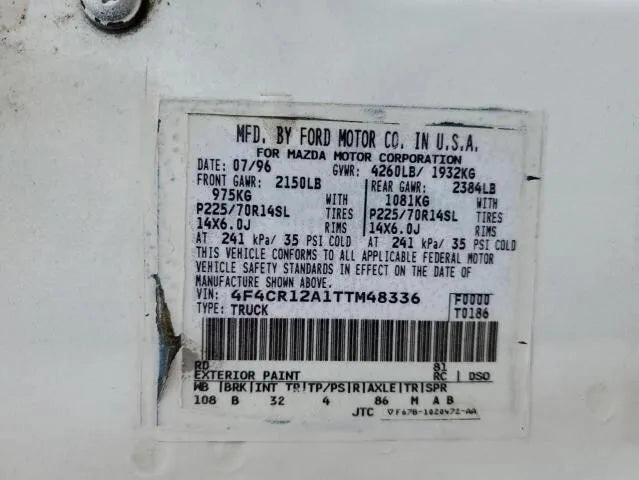 MFD. BY FORD MOTOR CO. IN U.S.A.
FOR MAZDA MOTOR CORPORATION
DATE: 07/96 GVWR: 4260LB/ 1932KG
FRONT GAWR: 2150LB REAR GAWR: 2384LB
975KG WITH 1081KG WITH
P225/70R14SL TIRES P225/70R14SL TIRES
14X6.0J RIMS 14X6.0J RIMS
AT 241 kPa/ 35 PSI COLD AT 241 kPa/ 35 PSI COLD
THIS VEHICLE CONFORMS TO ALL APPLICABLE FEDERAL MOTOR
VEHICLE SAFETY STANDARDS IN EFFECT ON THE DATE OF
MANUFACTURE SHOWN ABOVE.
VIN: 4F4CR12A1TTM48336 F0000
TYPE: TRUCK T0186
RD 81
EXTERIOR PAINT RC | DSO
WB |BRK|INT TR|TP/PS|R|AXLE|TR|SPR
108 B 32 4 86 M A B
JTC ▽F67B-1020472-AA